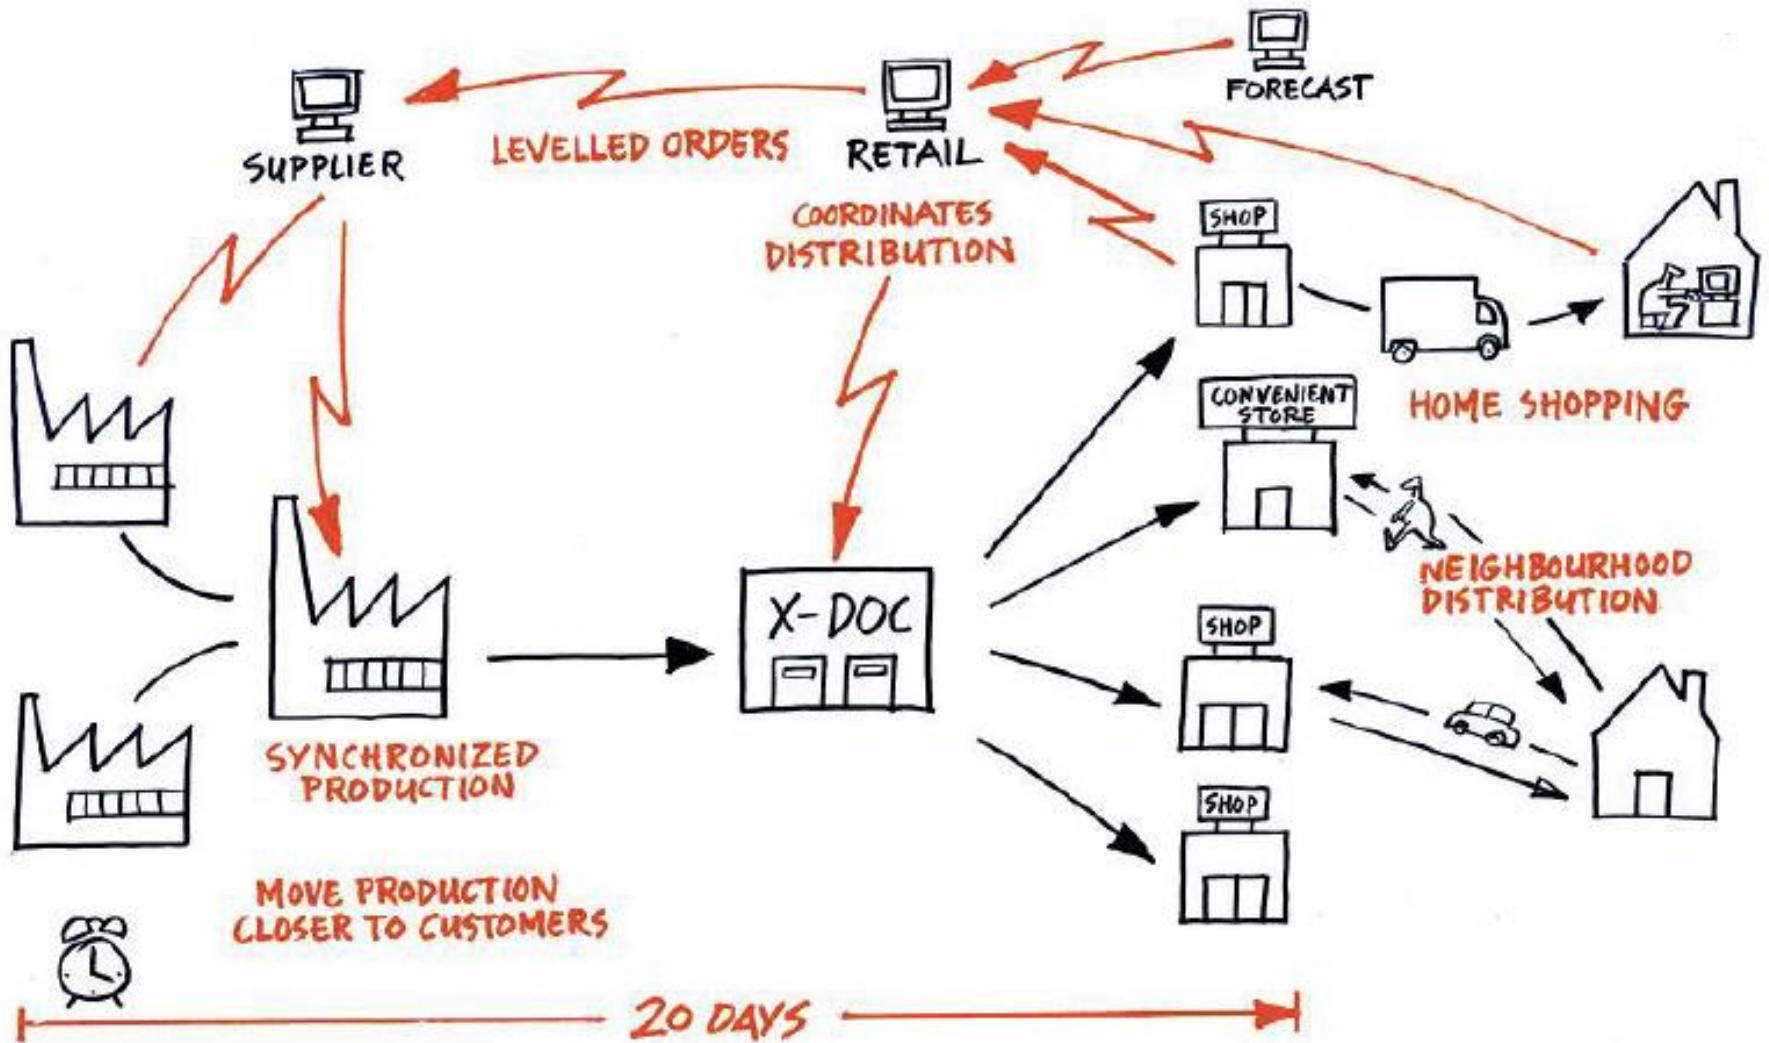 FORECAST
SUPPLIER
LEVELLED ORDERS
RETAIL
COORDINATES
DISTRIBUTION
SHOP
CONVENIENT
STORE
HOME SHOPPING
X-DOC
NEIGHBOURHOOD
DISTRIBUTION
SHOP
SYNCHRONIZED
PRODUCTION
SHOP
MOVE PRODUCTION
CLOSER TO CUSTOMERS
20 DAYS